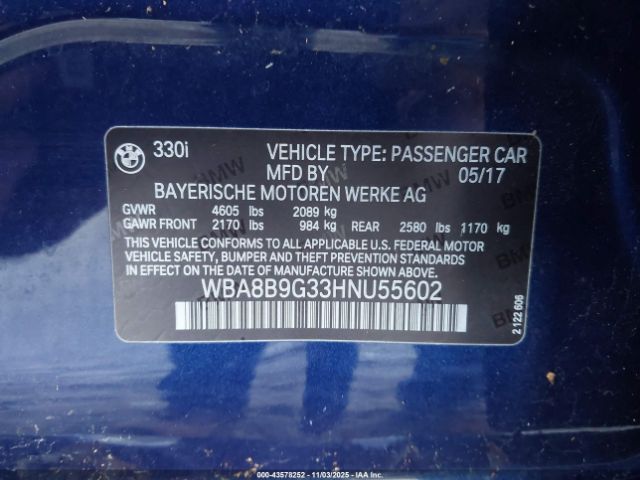 330i VEHICLE TYPE: PASSENGER CAR
MFD BY 05/17
BAYERISCHE MOTOREN WERKE AG
GVWR 4605 lbs 2089 kg
GAWR FRONT 2170 lbs 984 kg REAR 2580 lbs 1170 kg
THIS VEHICLE CONFORMS TO ALL APPLICABLE U.S. FEDERAL MOTOR
VEHICLE SAFETY, BUMPER AND THEFT PREVENTION STANDARDS
IN EFFECT ON THE DATE OF MANUFACTURE SHOWN ABOVE.
WBA8B9G33HNU55602
2 122 606
000-43578252 - 11/03/2025 - IAA, Inc.